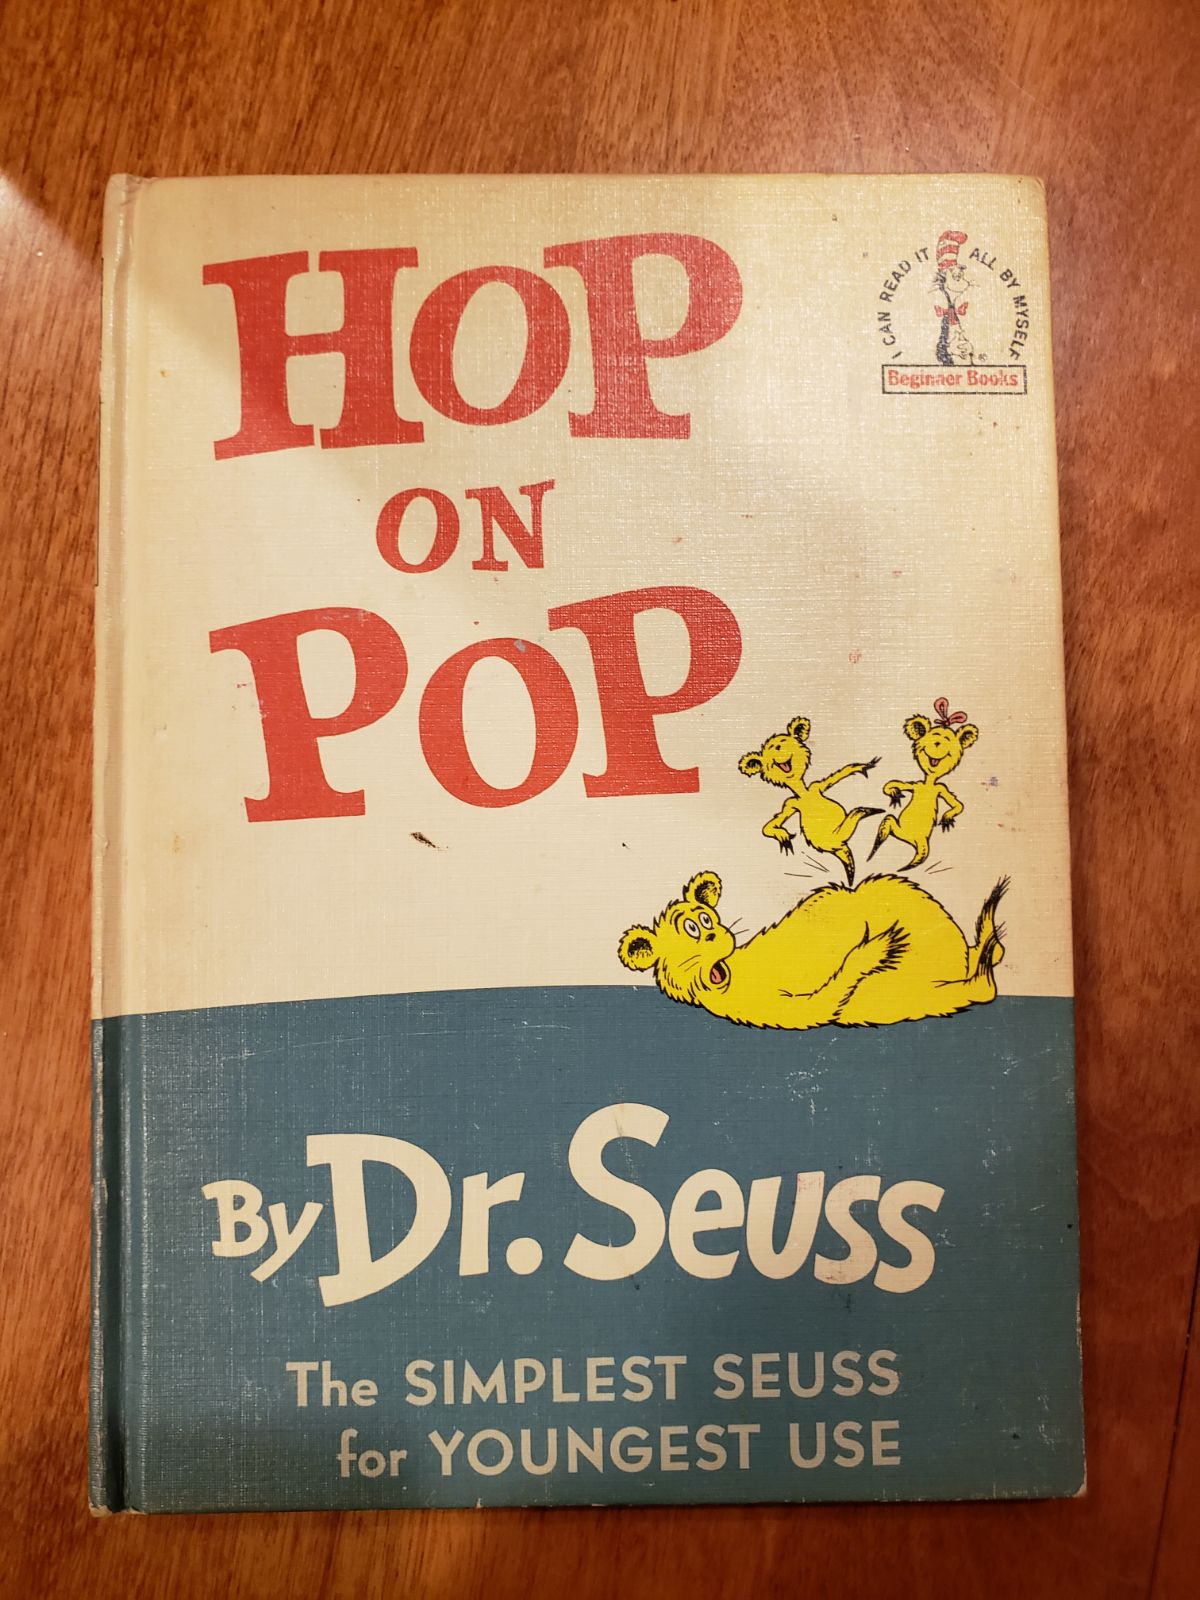 HOP
ON
POP
I CAN READ IT ALL BY MYSELF
Beginner Books
By Dr. Seuss
The SIMPLEST SEUSS
for YOUNGEST USE